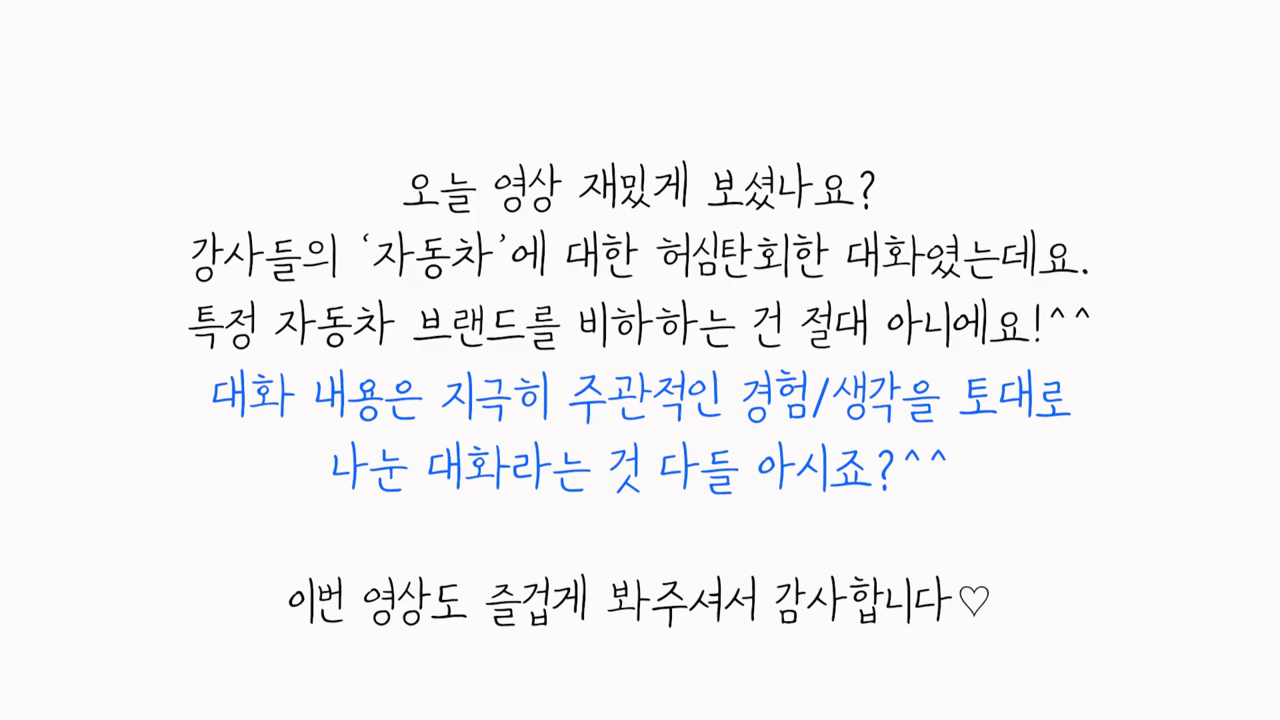 오늘 영상 재밌게 보셨나요?
강사들의 ‘자동차’에 대한 허심탄회한 대화였는데요.
특정 자동차 브랜드를 비하하는 건 절대 아니에요!^^
대화 내용은 지극히 주관적인 경험/생각을 토대로
나눈 대화라는 것 다들 아시죠?^^
이번 영상도 즐겁게 봐주셔서 감사합니다♡